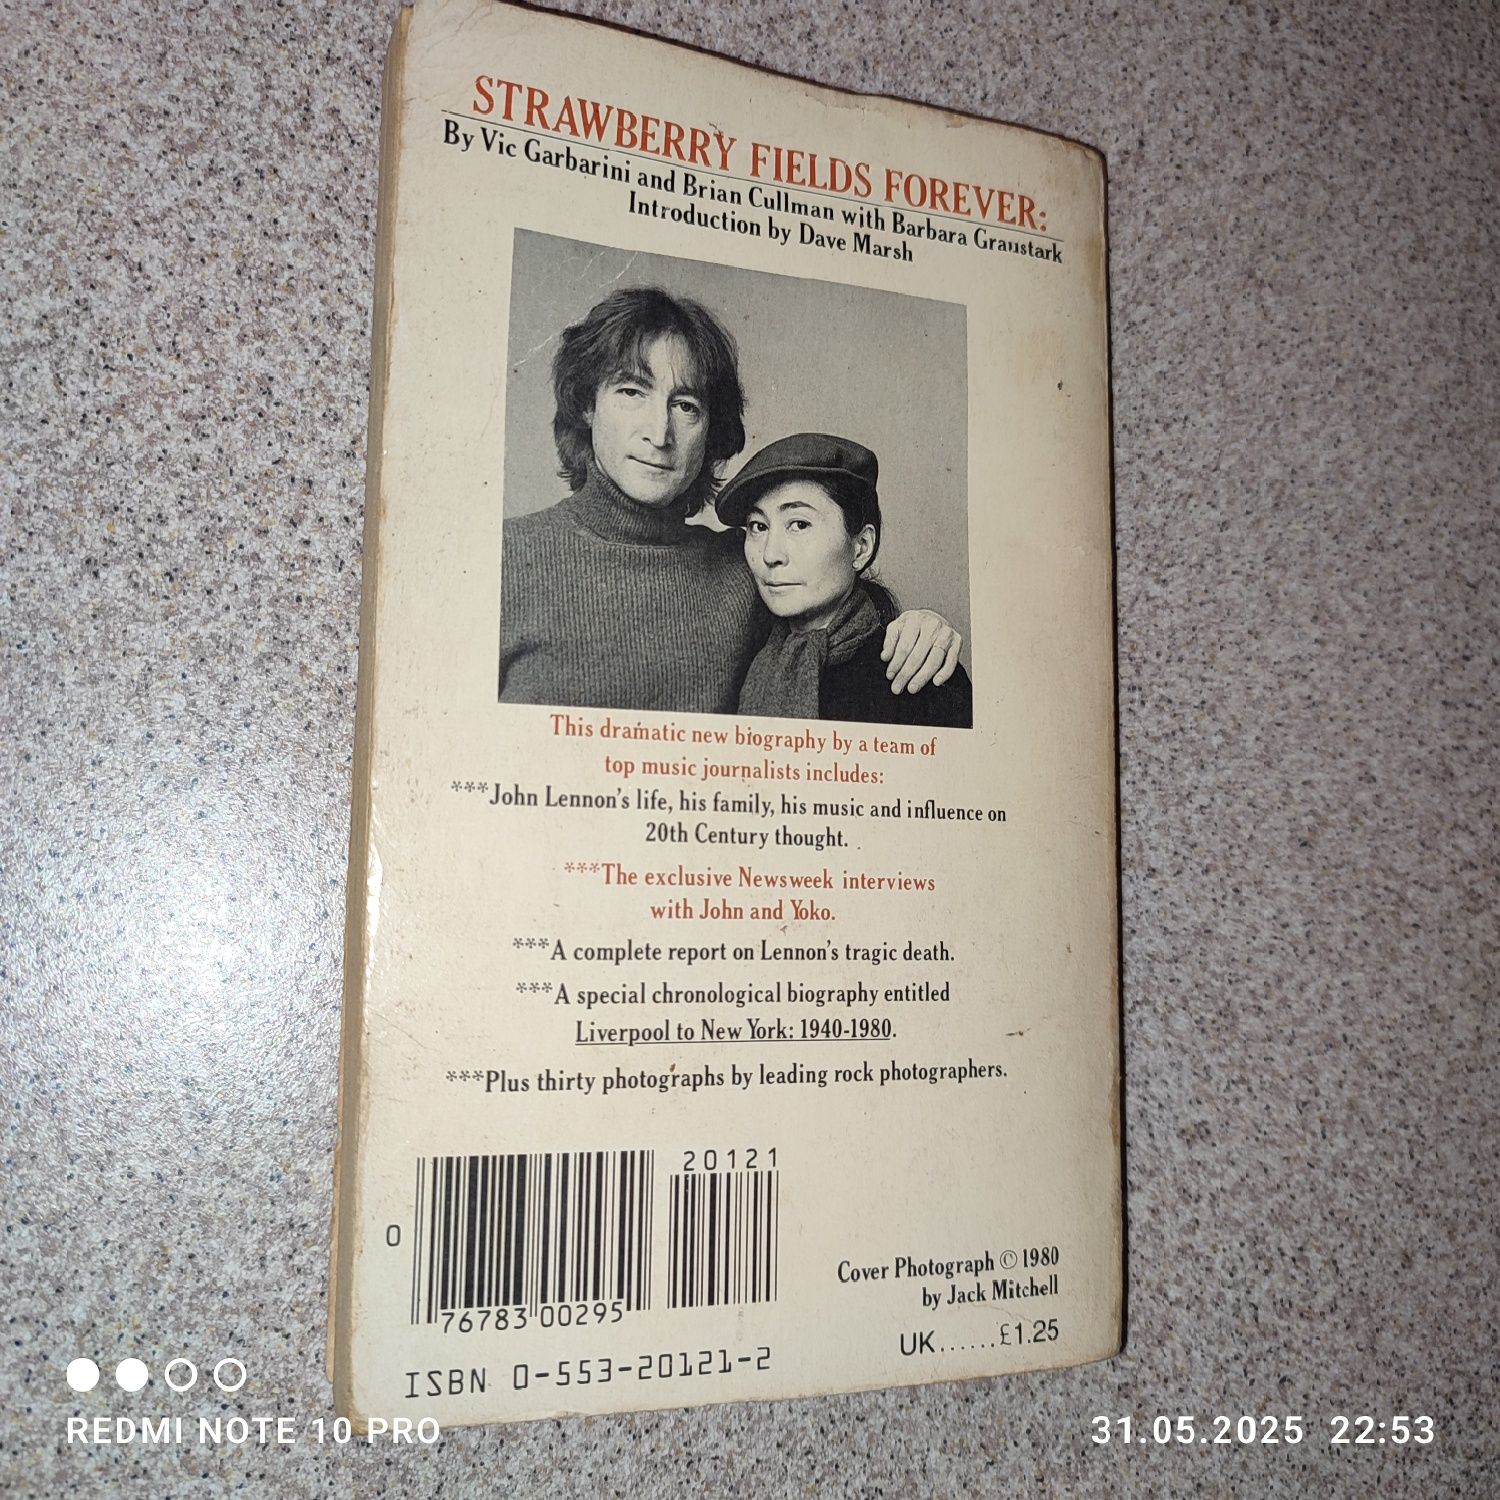 STRAWBERRY FIELDS FOREVER:
By Vic Garbarini and Brian Cullman with Barbara Graustark
Introduction by Dave Marsh
This dramatic new biography by a team of
top music journalists includes:
***John Lennon's life, his family, his music and influence on
20th Century thought.
***The exclusive Newsweek interviews
with John and Yoko.
***A complete report on Lennon's tragic death.
***A special chronological biography entitled
Liverpool to New York: 1940-1980.
***Plus thirty photographs by leading rock photographers.
20121
0
76783 00295
ISBN 0-553-20121-2
Cover Photograph © 1980
by Jack Mitchell
UK......£1.25
REDMI NOTE 10 PRO
31.05.2025 22:53